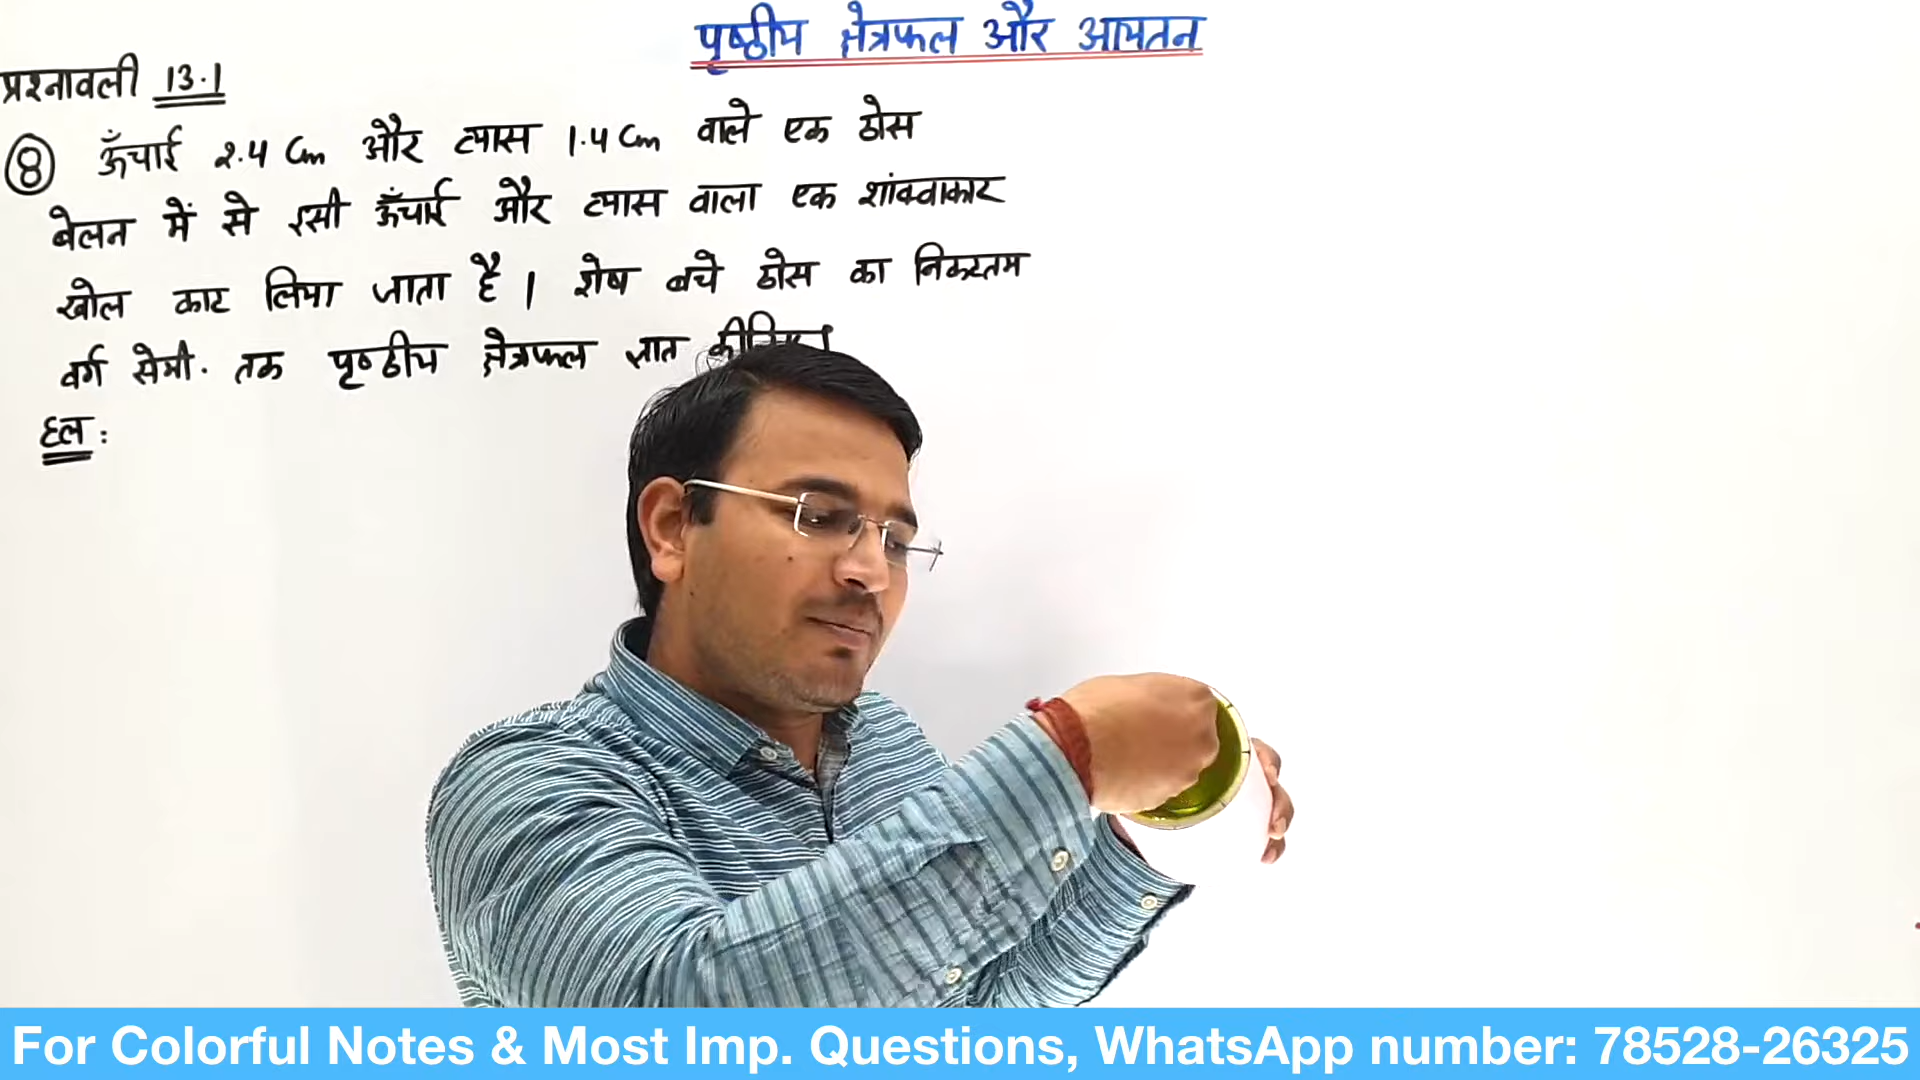 पृष्ठीय क्षेत्रफल और आयतन
प्रश्नावली 13.1
8 ऊँचाई 2.4 Cm और व्यास 1.4 Cm वाले एक ठोस
बेलन में से इसी ऊँचाई और व्यास वाला एक शंक्वाकार
खोल काट लिया जाता है। शेष बचे ठोस का निकटतम
वर्ग सेमी. तक पृष्ठीय क्षेत्रफल ज्ञात
हल :
For Colorful Notes & Most Imp. Questions, WhatsApp number: 78528-26325